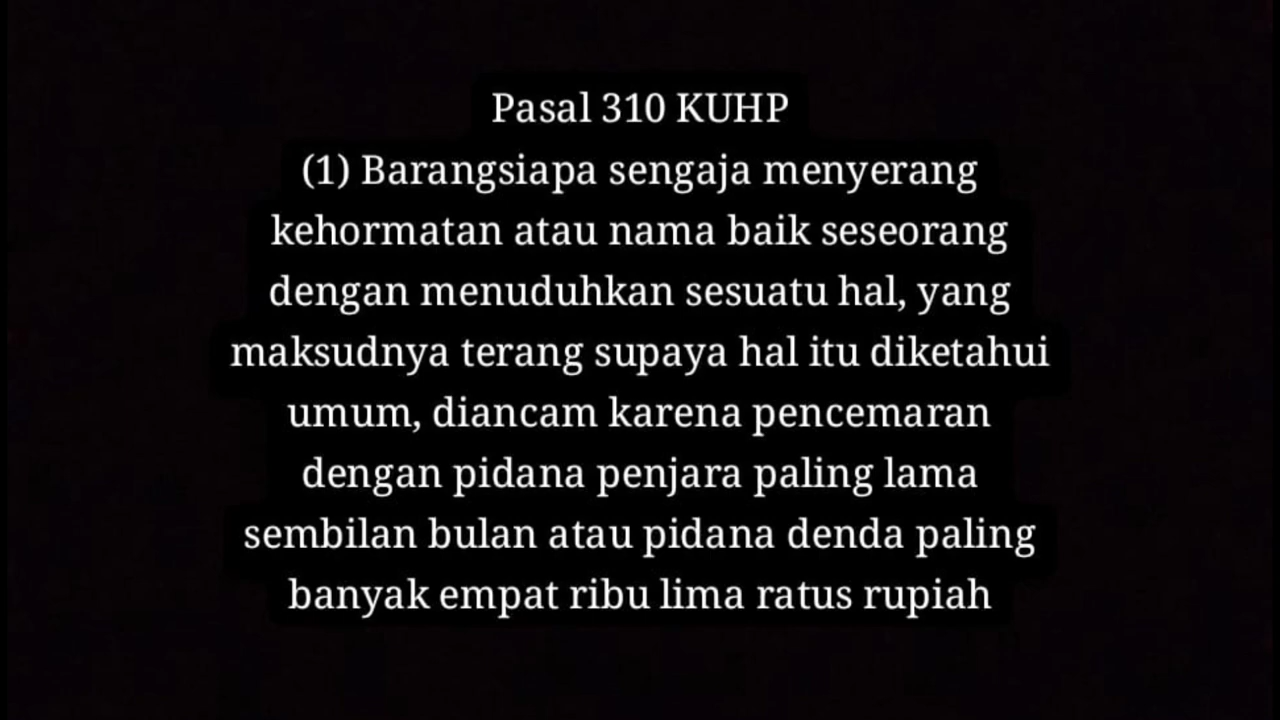 Pasal 310 KUHP
(1) Barangsiapa sengaja menyerang
kehormatan atau nama baik seseorang
dengan menuduhkan sesuatu hal, yang
maksudnya terang supaya hal itu diketahui
umum, diancam karena pencemaran
dengan pidana penjara paling lama
sembilan bulan atau pidana denda paling
banyak empat ribu lima ratus rupiah